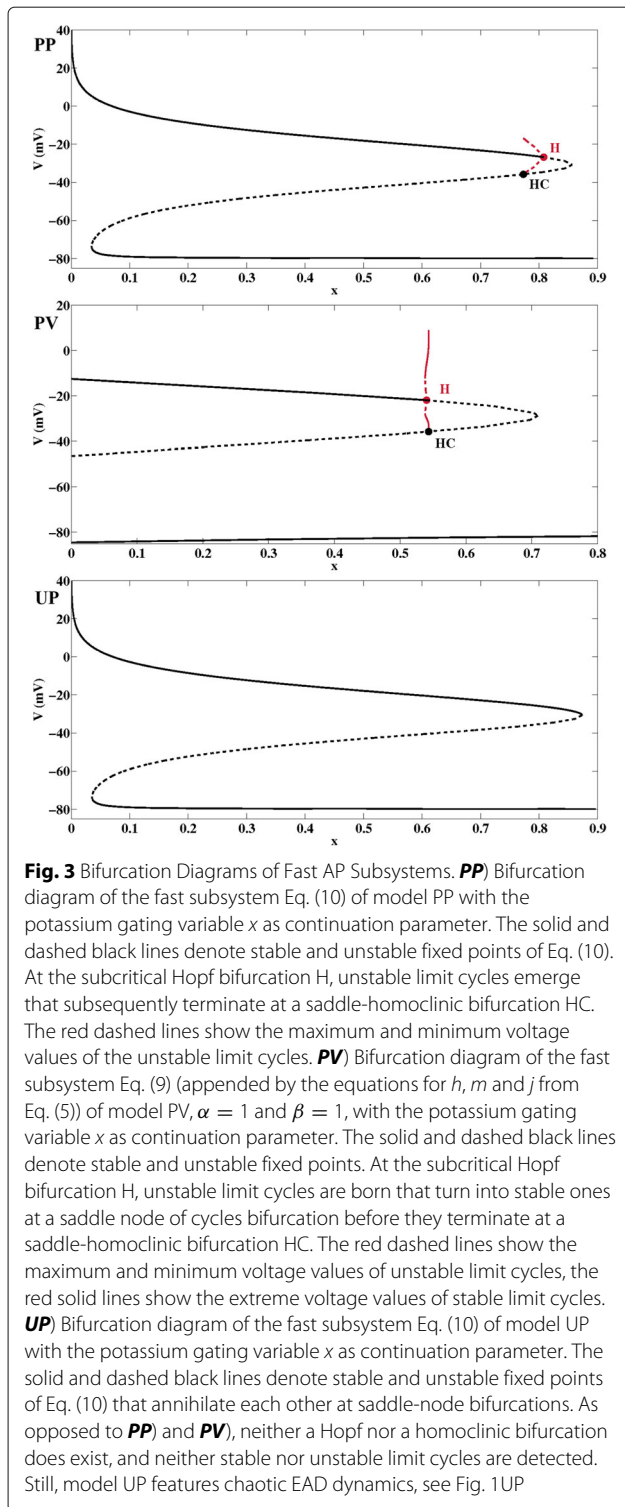 PP
40
20
0
−20
−40
−60
−80
V (mV)
H
HC
0 0.1 0.2 0.3 0.4 0.5 0.6 0.7 0.8 0.9
x
PV
20
0
−20
−40
−60
−80
V (mV)
H
HC
0 0.1 0.2 0.3 0.4 0.5 0.6 0.7 0.8
x
UP
40
20
0
−20
−40
−60
−80
V (mV)
0 0.1 0.2 0.3 0.4 0.5 0.6 0.7 0.8 0.9
x
Fig. 3 Bifurcation Diagrams of Fast AP Subsystems. PP) Bifurcation
diagram of the fast subsystem Eq. (10) of model PP with the
potassium gating variable x as continuation parameter. The solid and
dashed black lines denote stable and unstable fixed points of Eq. (10).
At the subcritical Hopf bifurcation H, unstable limit cycles emerge
that subsequently terminate at a saddle-homoclinic bifurcation HC.
The red dashed lines show the maximum and minimum voltage
values of the unstable limit cycles. PV) Bifurcation diagram of the fast
subsystem Eq. (9) (appended by the equations for h, m and j from
Eq. (5)) of model PV, α = 1 and β = 1, with the potassium gating
variable x as continuation parameter. The solid and dashed black lines
denote stable and unstable fixed points. At the subcritical Hopf
bifurcation H, unstable limit cycles are born that turn into stable ones
at a saddle node of cycles bifurcation before they terminate at a
saddle-homoclinic bifurcation HC. The red dashed lines show the
maximum and minimum voltage values of unstable limit cycles, the
red solid lines show the extreme voltage values of stable limit cycles.
UP) Bifurcation diagram of the fast subsystem Eq. (10) of model UP
with the potassium gating variable x as continuation parameter. The
solid and dashed black lines denote stable and unstable fixed points
of Eq. (10) that annihilate each other at saddle-node bifurcations. As
opposed to PP) and PV), neither a Hopf nor a homoclinic bifurcation
does exist, and neither stable nor unstable limit cycles are detected.
Still, model UP features chaotic EAD dynamics, see Fig. 1UP